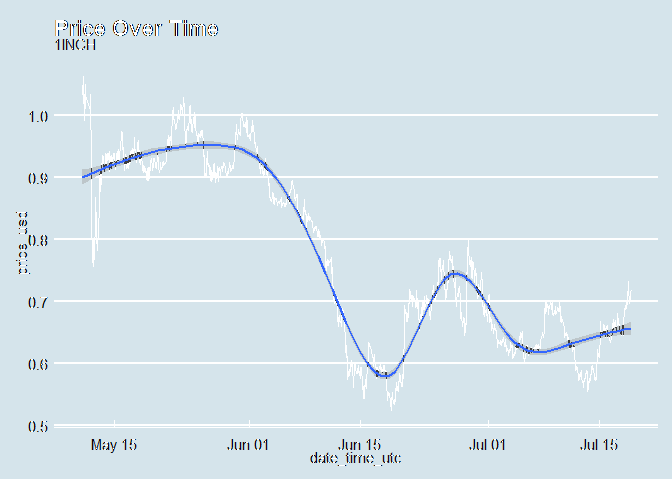 Price Over Time
1INCH
1.0
0.9
0.8
0.7
0.6
0.5
price_usd
May 15
Jun 01
Jun 15
Jul 01
Jul 15
date_time_utc